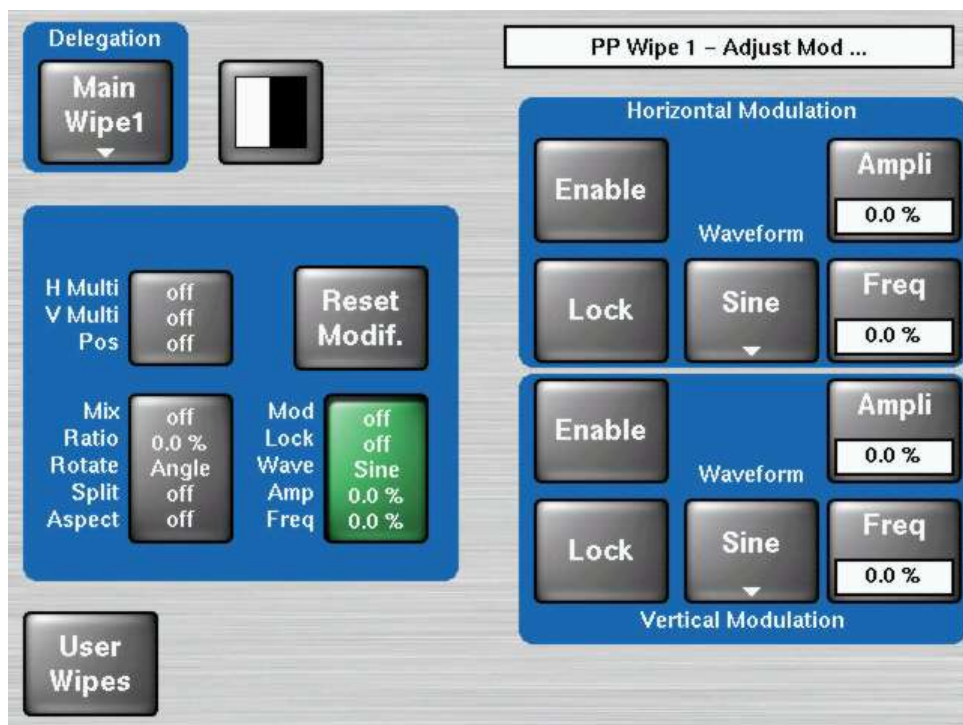 Delegation
Main
Wipe1
PP Wipe 1 – Adjust Mod ...
H Multi off
V Multi off
Pos off
Reset
Modif.
Mix off
Ratio 0.0 %
Rotate Angle
Split off
Aspect off
Mod off
Lock off
Wave Sine
Amp 0.0 %
Freq 0.0 %
User
Wipes
Horizontal Modulation
Enable
Waveform
Ampli
0.0 %
Lock
Sine
Freq
0.0 %
Enable
Waveform
Ampli
0.0 %
Lock
Sine
Freq
0.0 %
Vertical Modulation